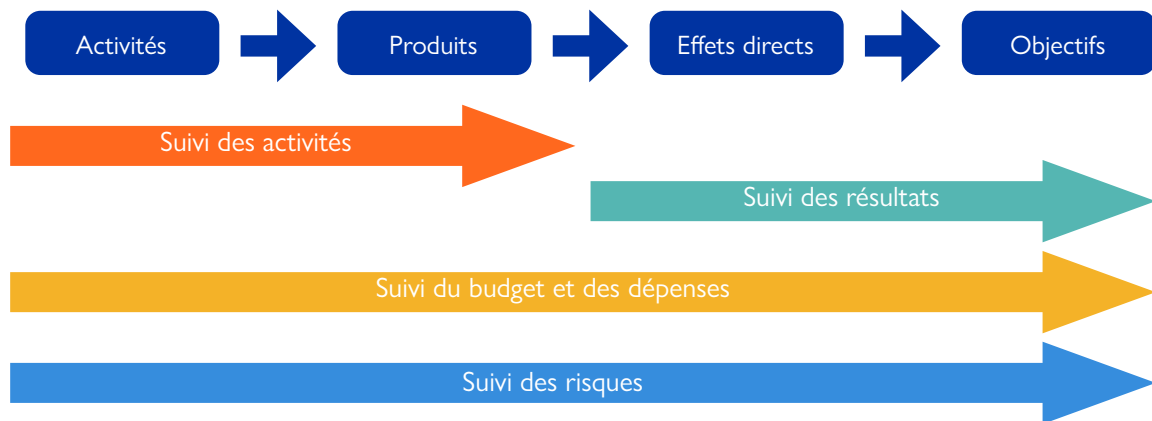 Activités
Produits
Effets directs
Objectifs
Suivi des activités
Suivi des résultats
Suivi du budget et des dépenses
Suivi des risques